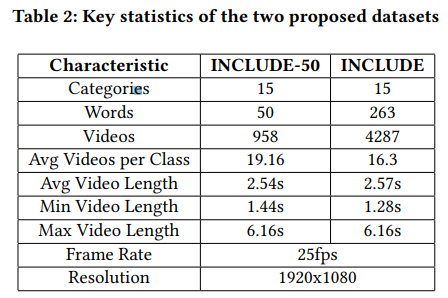 Table 2: Key statistics of the two proposed datasets
Characteristic INCLUDE-50 INCLUDE
Categories 15 15
Words 50 263
Videos 958 4287
Avg Videos per Class 19.16 16.3
Avg Video Length 2.54s 2.57s
Min Video Length 1.44s 1.28s
Max Video Length 6.16s 6.16s
Frame Rate 25fps
Resolution 1920x1080